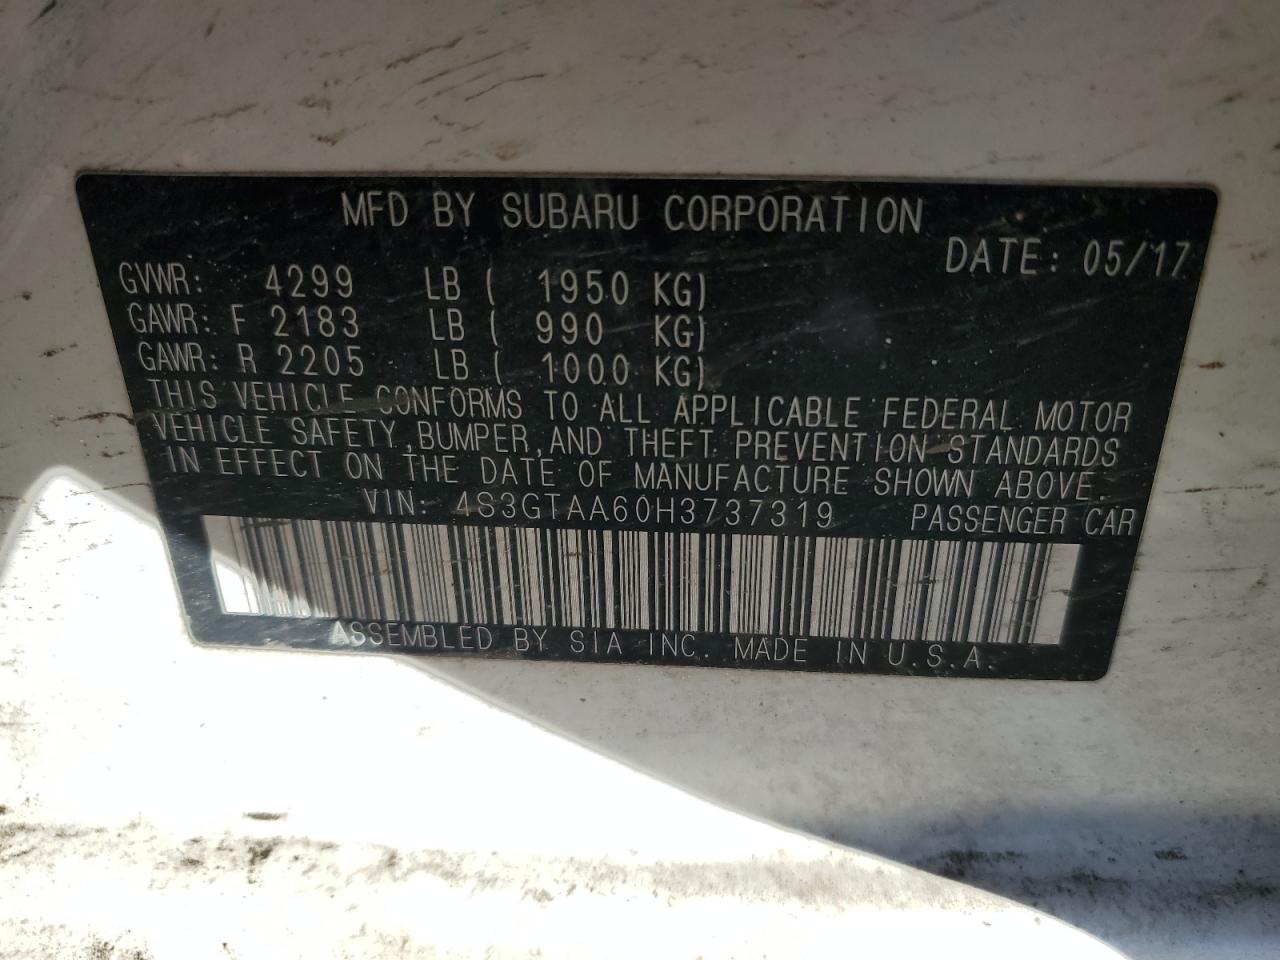 MFD BY SUBARU CORPORATION
DATE: 05/17
GVWR: 4299 LB ( 1950 KG)
GAWR: F 2183 LB ( 990 KG)
GAWR: R 2205 LB ( 1000 KG)
THIS VEHICLE CONFORMS TO ALL APPLICABLE FEDERAL MOTOR
VEHICLE SAFETY, BUMPER, AND THEFT PREVENTION STANDARDS
IN EFFECT ON THE DATE OF MANUFACTURE SHOWN ABOVE.
VIN: 4S3GTAA60H3737319 PASSENGER CAR
ASSEMBLED BY SIA INC. MADE IN U.S.A.